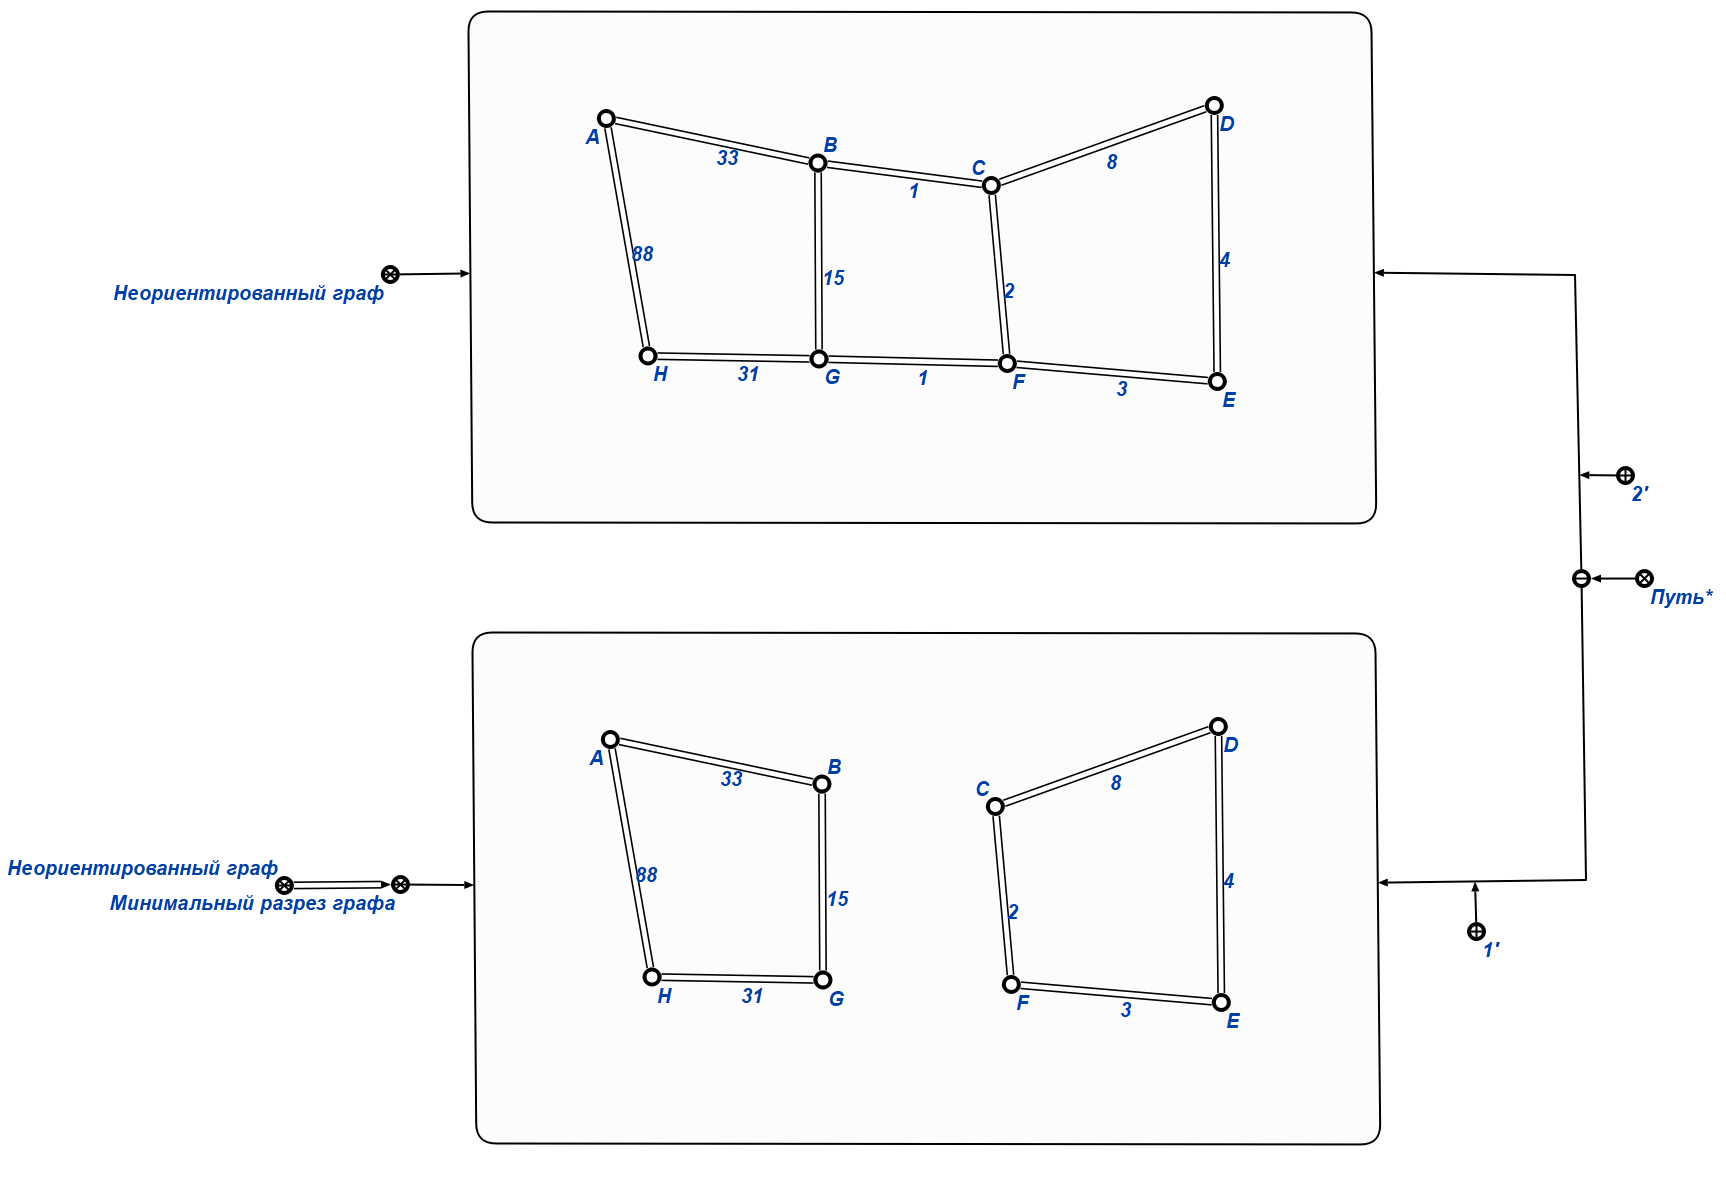 D
A
B
33
C
8
1
88
4
15
2
Неориентированный граф
H
31
G
1
F
3
E
2'
Путь*
D
A
B
33
C
8
Неориентированный граф
88
4
15
Минимальный разрез графа
2
1'
H
31
G
F
3
E